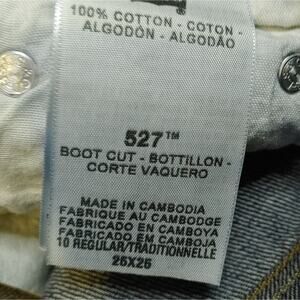 100% COTTON - COTON -
ALGODÓN - ALGODÃO
527™
BOOT CUT - BOTTILLON -
CORTE VAQUERO
MADE IN CAMBODIA
FABRIQUE AU CAMBODGE
FABRICADO EN CAMBOYA
FABRICADO EM CAMBOJA
10 REGULAR/TRADITIONNELLE
25X25